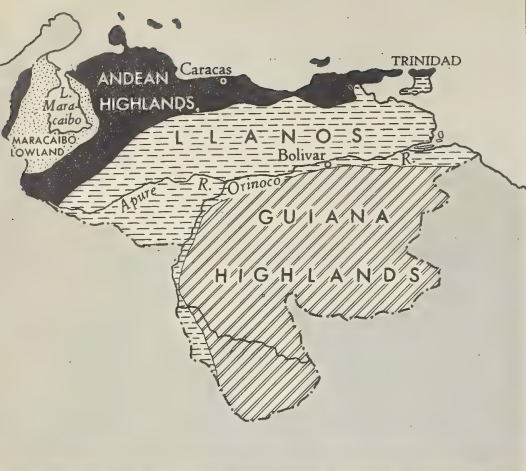 TRINIDAD
Caracas
ANDEAN
HIGHLANDS
L.
Mara-
caibo
MARACAIBO
LOWLAND
LLANOS
Bolivar
R.
Apure R. Orinoco
GUIANA
HIGHLANDS